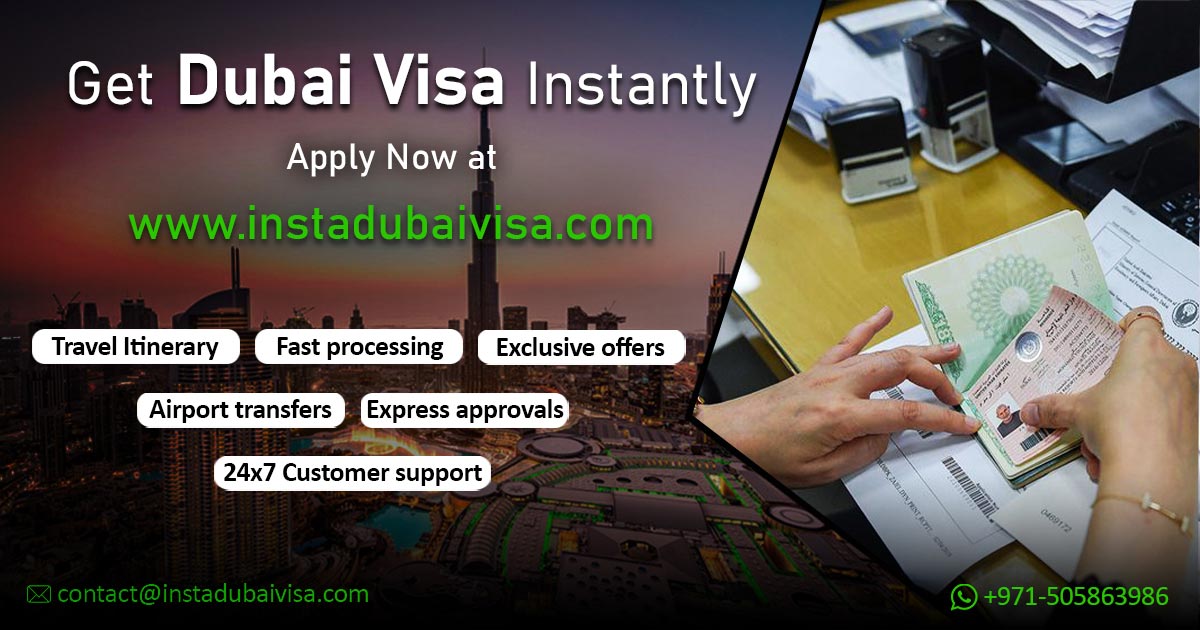 Get Dubai Visa Instantly
Apply Now at
www.instadubaivisa.com
Travel Itinerary
Fast processing
Exclusive offers
Airport transfers
Express approvals
24x7 Customer support
contact@instadubaivisa.com
+971-505863986
0469172